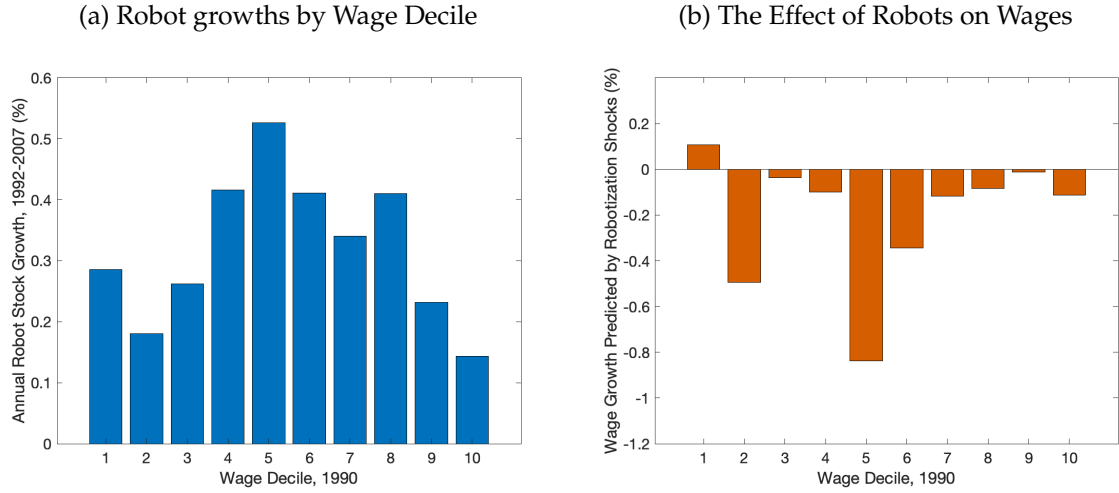 (a) Robot growths by Wage Decile
Annual Robot Stock Growth, 1992-2007 (%)
0.6
0.5
0.4
0.3
0.2
0.1
0
1 2 3 4 5 6 7 8 9 10
Wage Decile, 1990
(b) The Effect of Robots on Wages
Wage Growth Predicted by Robotization Shocks (%)
0.2
0
-0.2
-0.4
-0.6
-0.8
-1
-1.2
1 2 3 4 5 6 7 8 9 10
Wage Decile, 1990